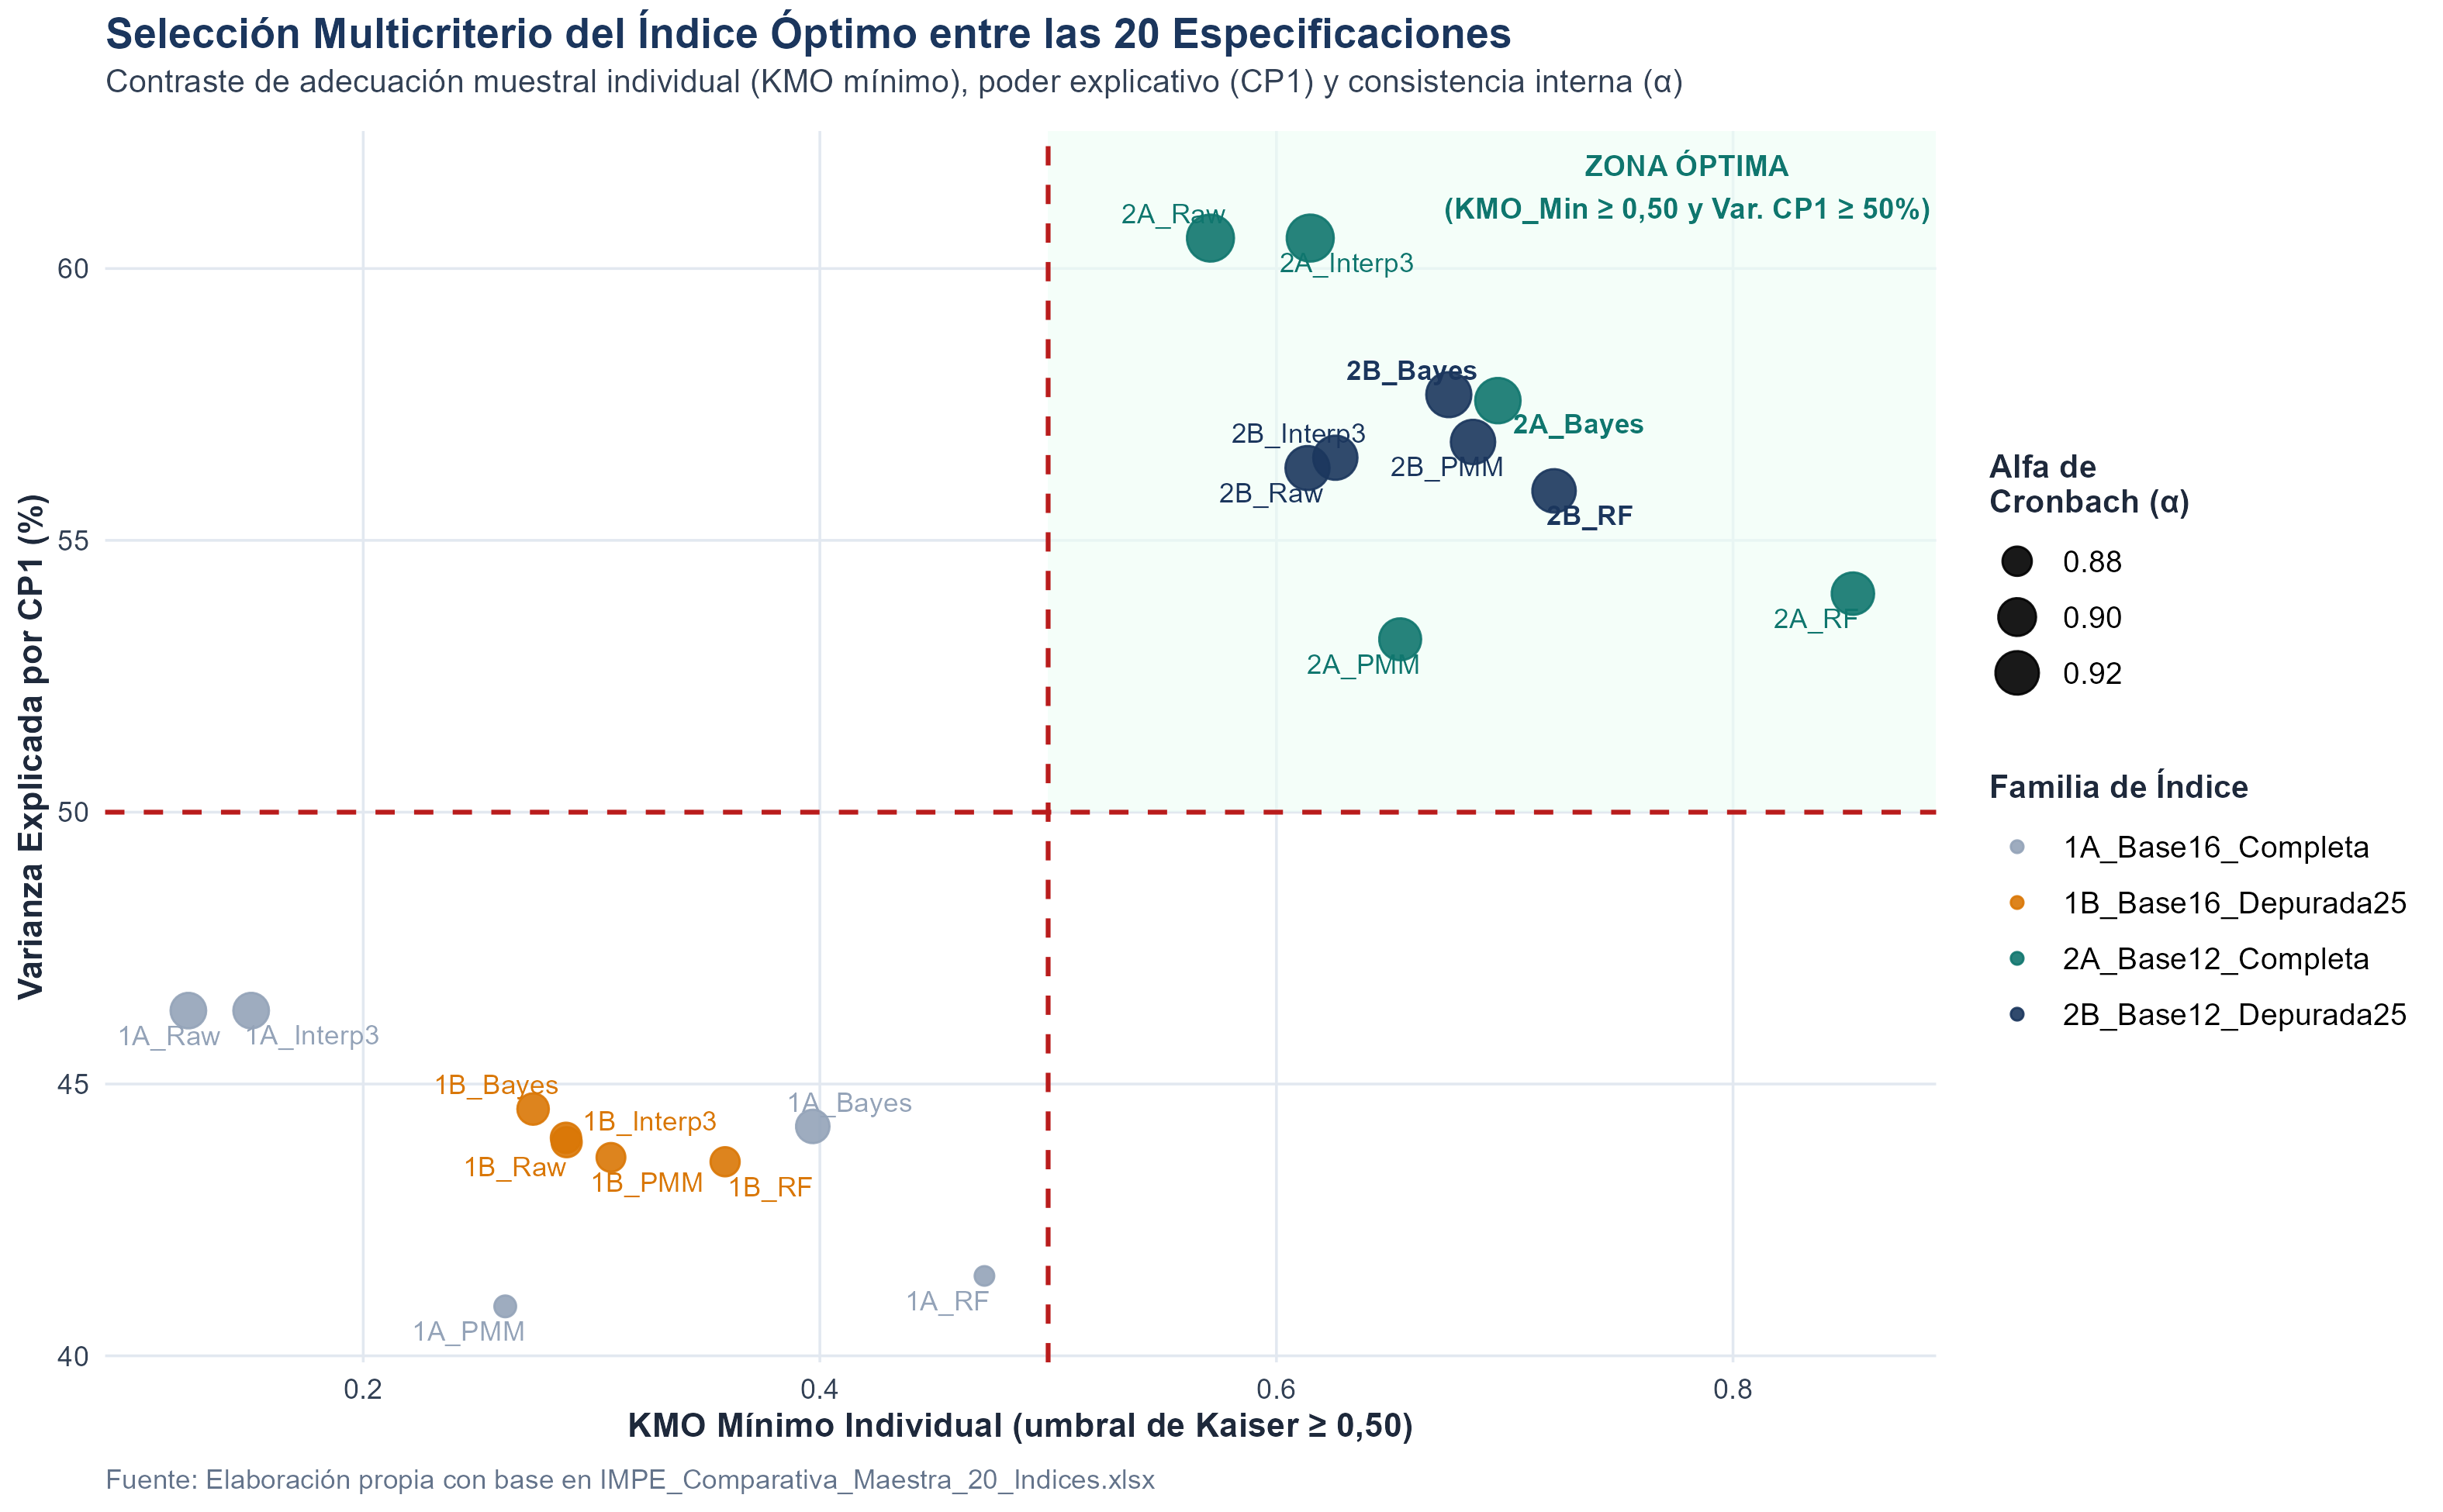 Selección Multicriterio del Índice Óptimo entre las 20 Especificaciones
Contraste de adecuación muestral individual (KMO mínimo), poder explicativo (CP1) y consistencia interna (α)
ZONA ÓPTIMA
(KMO_Min ≥ 0,50 y Var. CP1 ≥ 50%)
2A_Raw
2A_Interp3
2B_Bayes
2A_Bayes
2B_Interp3
2B_PMM
2B_Raw
2B_RF
2A_RF
2A_PMM
1A_Raw
1A_Interp3
1B_Bayes
1A_Bayes
1B_Interp3
1B_Raw
1B_PMM
1B_RF
1A_RF
1A_PMM
Varianza Explicada por CP1 (%)
60
55
50
45
40
0.2
0.4
0.6
0.8
KMO Mínimo Individual (umbral de Kaiser ≥ 0,50)
Alfa de
Cronbach (α)
0.88
0.90
0.92
Familia de Índice
1A_Base16_Completa
1B_Base16_Depurada25
2A_Base12_Completa
2B_Base12_Depurada25
Fuente: Elaboración propia con base en IMPE_Comparativa_Maestra_20_Indices.xlsx